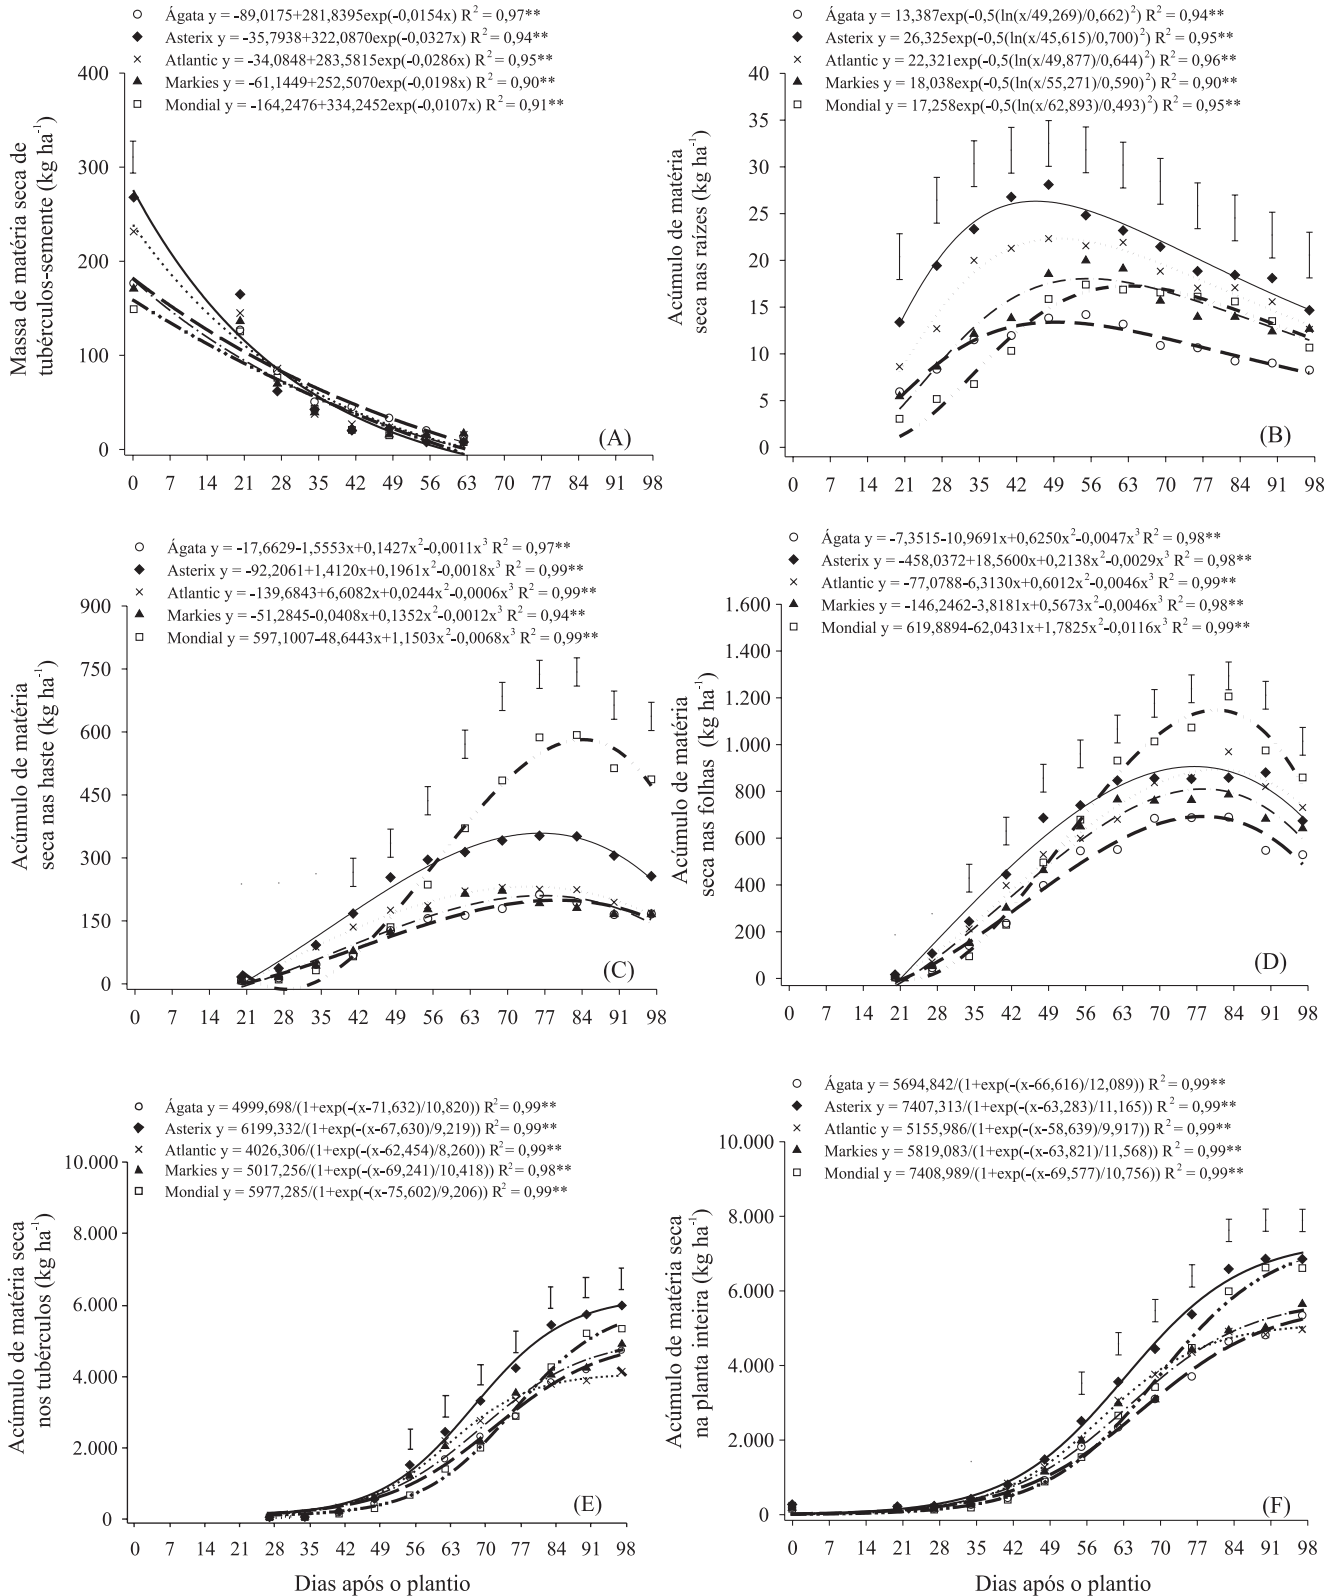 Ágata y = -89,0175+281,8395exp(-0,0154x) R² = 0,97**
Asterix y = -35,7938+322,0870exp(-0,0327x) R² = 0,94**
Atlantic y = -34,0848+283,5815exp(-0,0286x) R² = 0,95**
Markies y = -61,1449+252,5070exp(-0,0198x) R² = 0,90**
Mondial y = -164,2476+334,2452exp(-0,0107x) R² = 0,91**
Massa de matéria seca de
tubérculos-semente (kg ha⁻¹)
400
300
200
100
0
(A)
0 7 14 21 28 35 42 49 56 63 70 77 84 91 98
Ágata y = 13,387exp(-0,5(ln(x/49,269)/0,662)²) R² = 0,94**
Asterix y = 26,325exp(-0,5(ln(x/45,615)/0,700)²) R² = 0,95**
Atlantic y = 22,321exp(-0,5(ln(x/49,877)/0,644)²) R² = 0,96**
Markies y = 18,038exp(-0,5(ln(x/55,271)/0,590)²) R² = 0,90**
Mondial y = 17,258exp(-0,5(ln(x/62,893)/0,493)²) R² = 0,95**
Acúmulo de matéria
seca nas raízes (kg ha⁻¹)
40
35
30
25
20
15
10
5
0
(B)
0 7 14 21 28 35 42 49 56 63 70 77 84 91 98
Ágata y = -17,6629-1,5553x+0,1427x²-0,0011x³ R² = 0,97**
Asterix y = -92,2061+1,4120x+0,1961x²-0,0018x³ R² = 0,99**
Atlantic y = -139,6843+6,6082x+0,0244x²-0,0006x³ R² = 0,99**
Markies y = -51,2845-0,0408x+0,1352x²-0,0012x³ R² = 0,94**
Mondial y = 597,1007-48,6443x+1,1503x²-0,0068x³ R² = 0,99**
Acúmulo de matéria
seca nas haste (kg ha⁻¹)
900
750
600
450
300
150
0
(C)
0 7 14 21 28 35 42 49 56 63 70 77 84 91 98
Ágata y = -7,3515-10,9691x+0,6250x²-0,0047x³ R² = 0,98**
Asterix y = -458,0372+18,5600x+0,2138x²-0,0029x³ R² = 0,98**
Atlantic y = -77,0788-6,3130x+0,6012x²-0,0046x³ R² = 0,99**
Markies y = -146,2462-3,8181x+0,5673x²-0,0046x³ R² = 0,98**
Mondial y = 619,8894-62,0431x+1,7825x²-0,0116x³ R² = 0,99**
Acúmulo de matéria
seca nas folhas (kg ha⁻¹)
1.600
1.400
1.200
1.000
800
600
400
200
0
(D)
0 7 14 21 28 35 42 49 56 63 70 77 84 91 98
Ágata y = 4999,698/(1+exp(-(x-71,632)/10,820)) R² = 0,99**
Asterix y = 6199,332/(1+exp(-(x-67,630)/9,219)) R² = 0,99**
Atlantic y = 4026,306/(1+exp(-(x-62,454)/8,260)) R² = 0,99**
Markies y = 5017,256/(1+exp(-(x-69,241)/10,418)) R² = 0,98**
Mondial y = 5977,285/(1+exp(-(x-75,602)/9,206)) R² = 0,99**
Acúmulo de matéria seca
nos tubérculos (kg ha⁻¹)
10.000
8.000
6.000
4.000
2.000
0
(E)
0 7 14 21 28 35 42 49 56 63 70 77 84 91 98
Dias após o plantio
Ágata y = 5694,842/(1+exp(-(x-66,616)/12,089)) R² = 0,99**
Asterix y = 7407,313/(1+exp(-(x-63,283)/11,165)) R² = 0,99**
Atlantic y = 5155,986/(1+exp(-(x-58,639)/9,917)) R² = 0,99**
Markies y = 5819,083/(1+exp(-(x-63,821)/11,568)) R² = 0,99**
Mondial y = 7408,989/(1+exp(-(x-69,577)/10,756)) R² = 0,99**
Acúmulo de matéria seca
na planta inteira (kg ha⁻¹)
10.000
8.000
6.000
4.000
2.000
0
(F)
0 7 14 21 28 35 42 49 56 63 70 77 84 91 98
Dias após o plantio